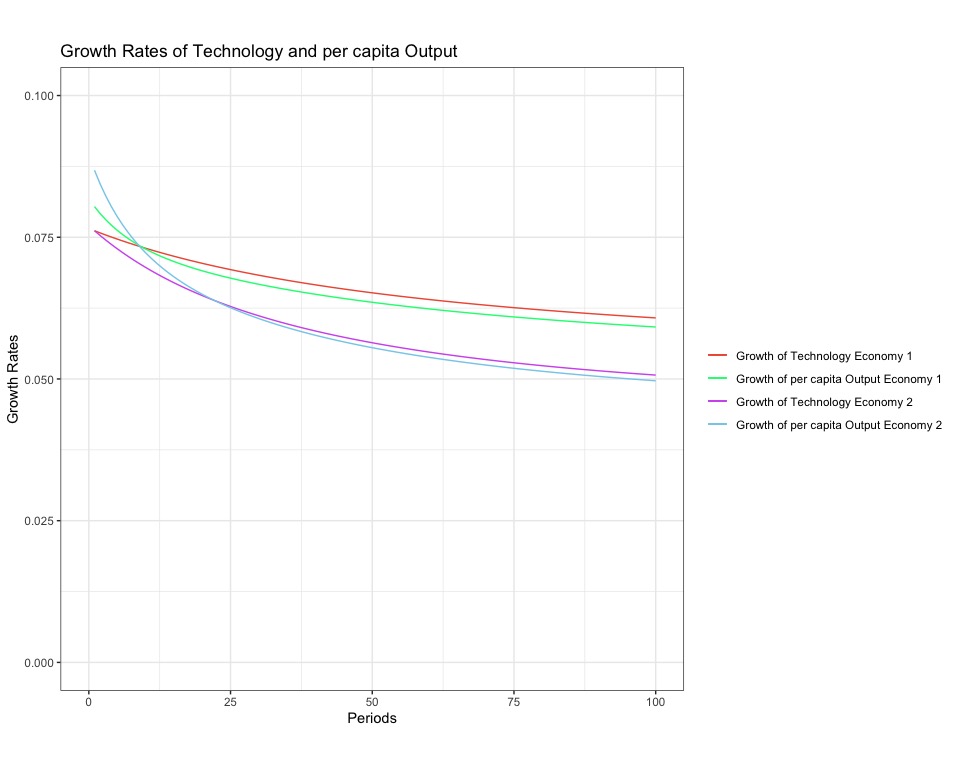 Growth Rates of Technology and per capita Output
0.100
0.075
0.050
0.025
0.000
Growth Rates
0 25 50 75 100
Periods
Growth of Technology Economy 1
Growth of per capita Output Economy 1
Growth of Technology Economy 2
Growth of per capita Output Economy 2